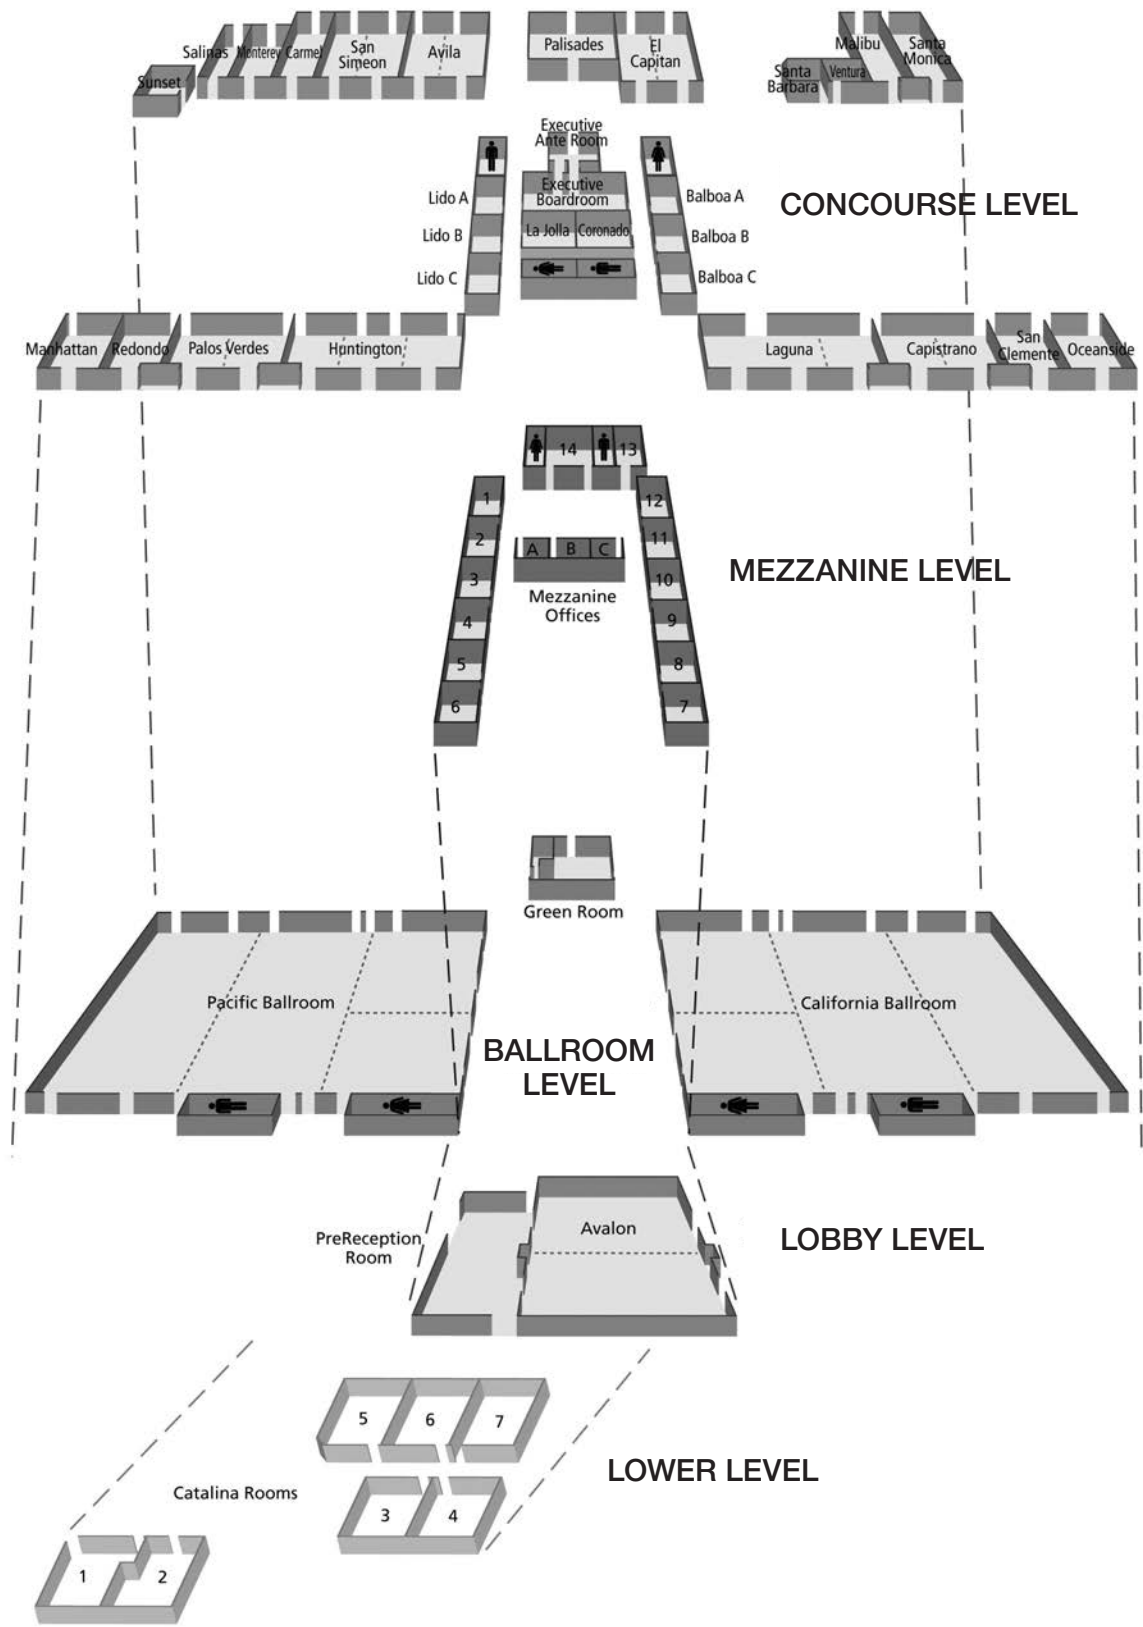 Salinas
Monterey
Carmel
San
Simeon
Avila
Sunset
Palisades
El
Capitan
Malibu
Santa
Monica
Santa
Barbara
Ventura
Executive
Ante Room
Executive
Boardroom
La Jolla
Coronado
Lido A
Lido B
Lido C
Balboa A
Balboa B
Balboa C
CONCOURSE LEVEL
Manhattan
Redondo
Palos Verdes
Huntington
Laguna
Capistrano
San
Clemente
Oceanside
14
13
1
2
3
4
5
6
12
11
10
9
8
7
A
B
C
Mezzanine
Offices
MEZZANINE LEVEL
Green Room
Pacific Ballroom
California Ballroom
BALLROOM
LEVEL
PreReception
Room
Avalon
LOBBY LEVEL
5
6
7
LOWER LEVEL
Catalina Rooms
3
4
1
2